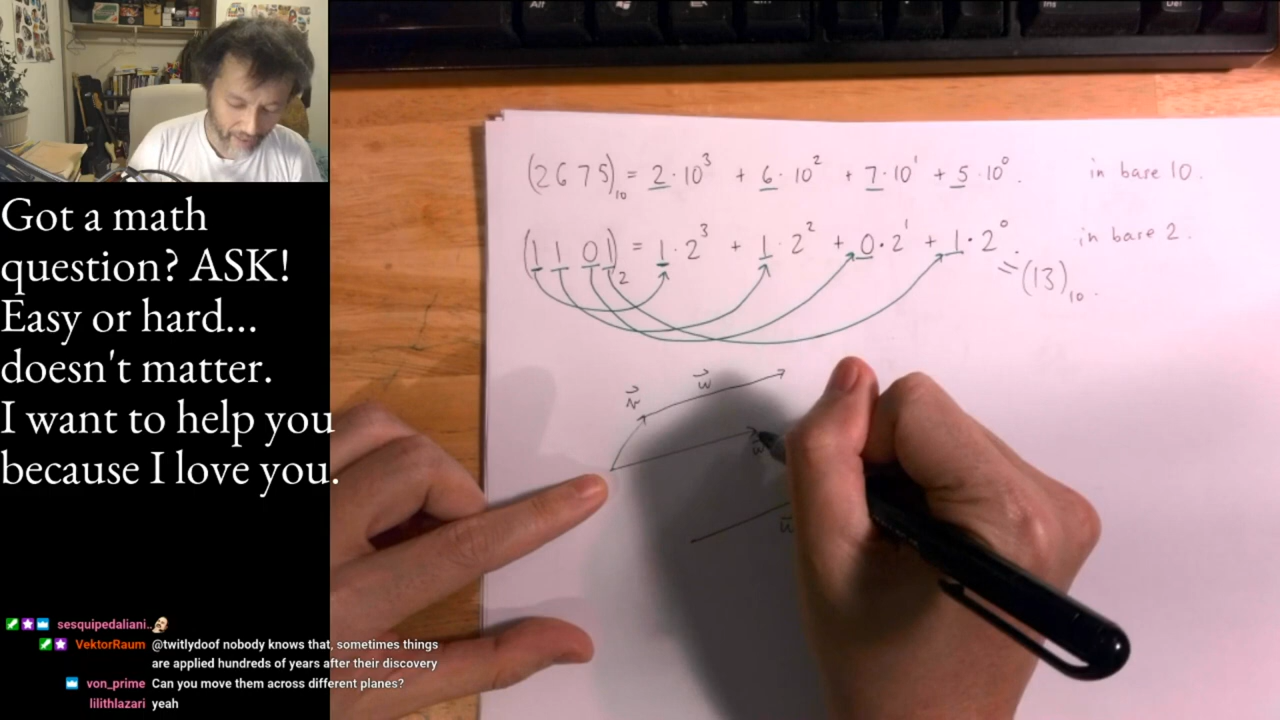 Got a math
question? ASK!
Easy or hard...
doesn't matter.
I want to help you
because I love you.
sesquipedaliani..
VektorRaum @twitlydoof nobody knows that, sometimes things
are applied hundreds of years after their discovery
von_prime Can you move them across different planes?
lilithlazari yeah
Alt
Ins
Del
(2675)₁₀ = 2·10³ + 6·10² + 7·10¹ + 5·10⁰. in base 10.
(1101)₂ = 1·2³ + 1·2² + 0·2¹ + 1·2⁰. in base 2.
= (13)₁₀.
w⃗
v⃗
w⃗